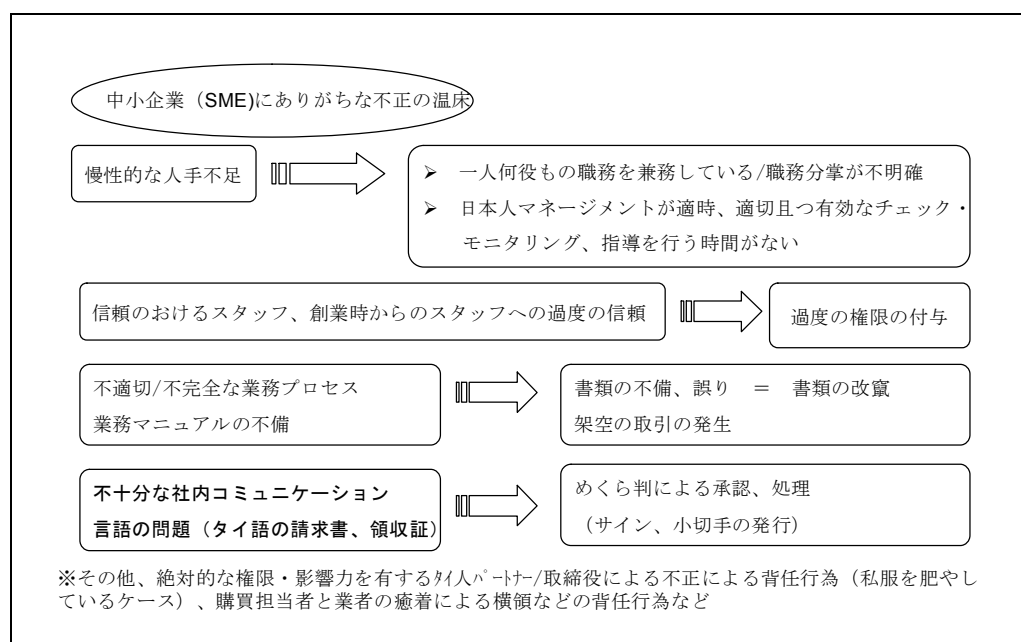 中小企業（SME)にありがちな不正の温床
慢性的な人手不足
➢ 一人何役もの職務を兼務している/職務分掌が不明確
➢ 日本人マネージメントが適時、適切且つ有効なチェック・
モニタリング、指導を行う時間がない
信頼のおけるスタッフ、創業時からのスタッフへの過度の信頼
過度の権限の付与
不適切/不完全な業務プロセス
業務マニュアルの不備
書類の不備、誤り ＝ 書類の改竄
架空の取引の発生
不十分な社内コミュニケーション
言語の問題（タイ語の請求書、領収証）
めくら判による承認、処理
（サイン、小切手の発行）
※その他、絶対的な権限・影響力を有するﾀｲ人ﾊﾟｰﾄﾅｰ/取締役による不正による背任行為（私服を肥やし
ているケース）、購買担当者と業者の癒着による横領などの背任行為など